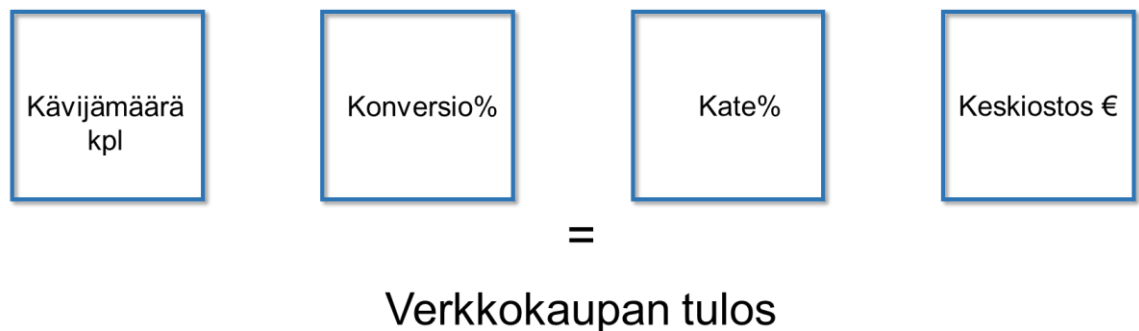 Kävijämäärä
kpl
Konversio%
Kate%
Keskiostos €
=
Verkkokaupan tulos